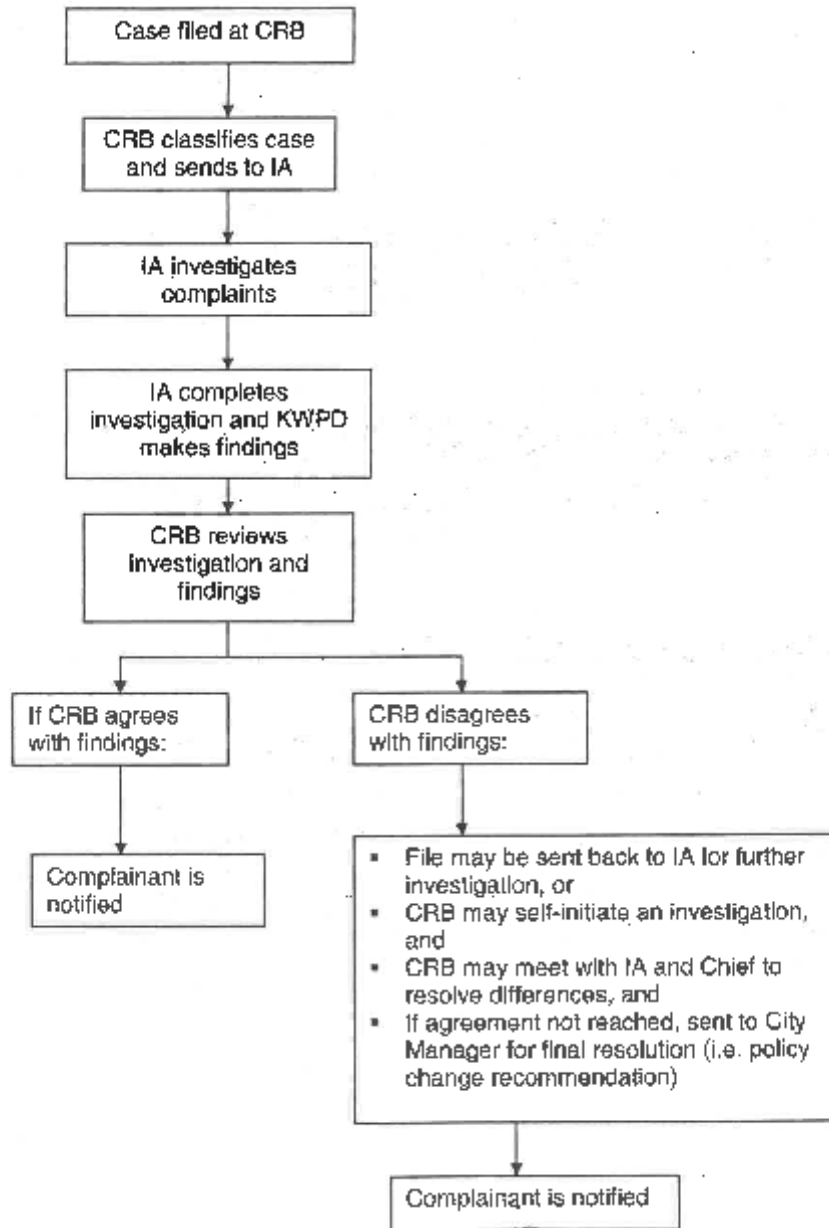 Case filed at CRB
CRB classifies case
and sends to IA
IA investigates
complaints
IA completes
investigation and KWPD
makes findings
CRB reviews
investigation and
findings
If CRB agrees
with findings:
Complainant is
notified
CRB disagrees
with findings:
▪ File may be sent back to IA for further
investigation, or
▪ CRB may self-initiate an investigation,
and
▪ CRB may meet with IA and Chief to
resolve differences, and
▪ If agreement not reached, sent to City
Manager for final resolution (i.e. policy
change recommendation)
Complainant is notified